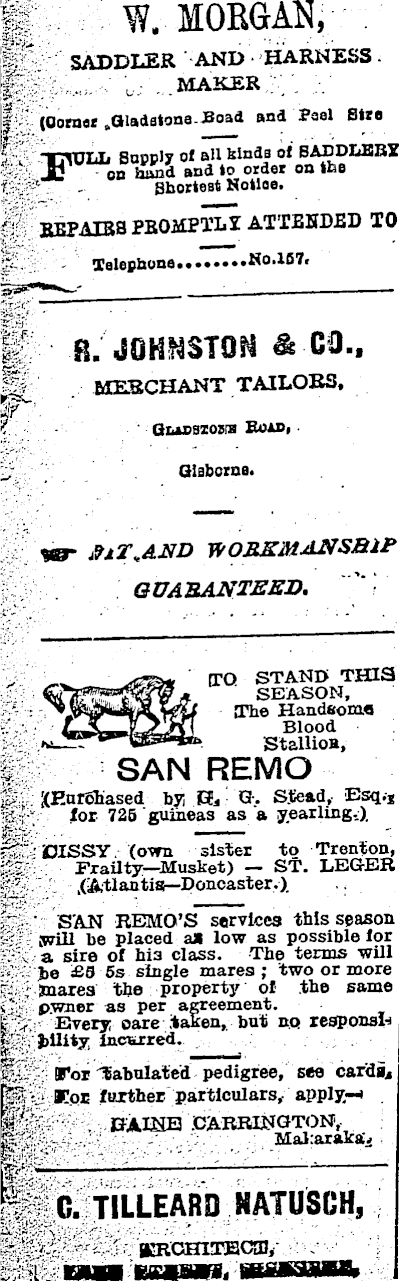 W. MORGAN,
SADDLER AND HARNESS
MAKER
(Corner Gladstone Road and Peel Stre
FULL Supply of all kinds of SADDLERY
on hand and to order on the
Shortest Notice.
REPAIRS PROMPTLY ATTENDED TO
Telephone........No.157.
R. JOHNSTON & CO.,
MERCHANT TAILORS,
GLADSTONE ROAD,
Gisborne.
FIT AND WORKMANSHIP
GUARANTEED.
TO STAND THIS
SEASON,
The Handsome
Blood
Stallion,
SAN REMO
(Purchased by G. G. Stead, Esq.,
for 725 guineas as a yearling.)
CISSY (own sister to Trenton,
Frailty—Musket) — ST. LEGER
(Atlantis—Doncaster.)
SAN REMO'S services this season
will be placed as low as possible for
a sire of his class. The terms will
be £5 5s single mares; two or more
mares the property of the same
owner as per agreement.
Every care taken, but no responsi-
bility incurred.
For tabulated pedigree, see cards,
For further particulars, apply—
GAINE CARRINGTON,
Makaraka.
C. TILLEARD NATUSCH,
ARCHITECT,